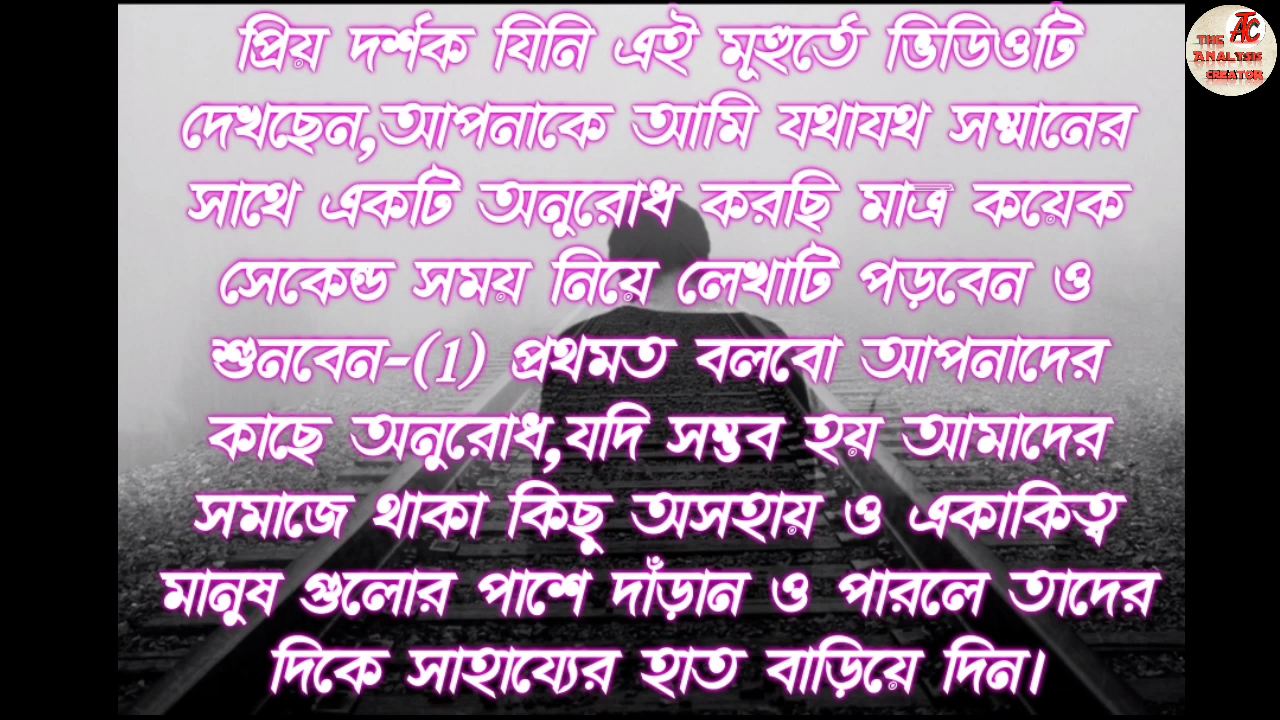 প্রিয় দর্শক যিনি এই মূহুর্তে ভিডিওটি
দেখছেন,আপনাকে আমি যথাযথ সম্মানের
সাথে একটি অনুরোধ করছি মাত্র কয়েক
সেকেন্ড সময় নিয়ে লেখাটি পড়বেন ও
শুনবেন-(1) প্রথমত বলবো আপনাদের
কাছে অনুরোধ,যদি সম্ভব হয় আমাদের
সমাজে থাকা কিছু অসহায় ও একাকিত্ব
মানুষ গুলোর পাশে দাঁড়ান ও পারলে তাদের
দিকে সাহায্যের হাত বাড়িয়ে দিন।
ATC
THE
ANALYSIS
CREATOR